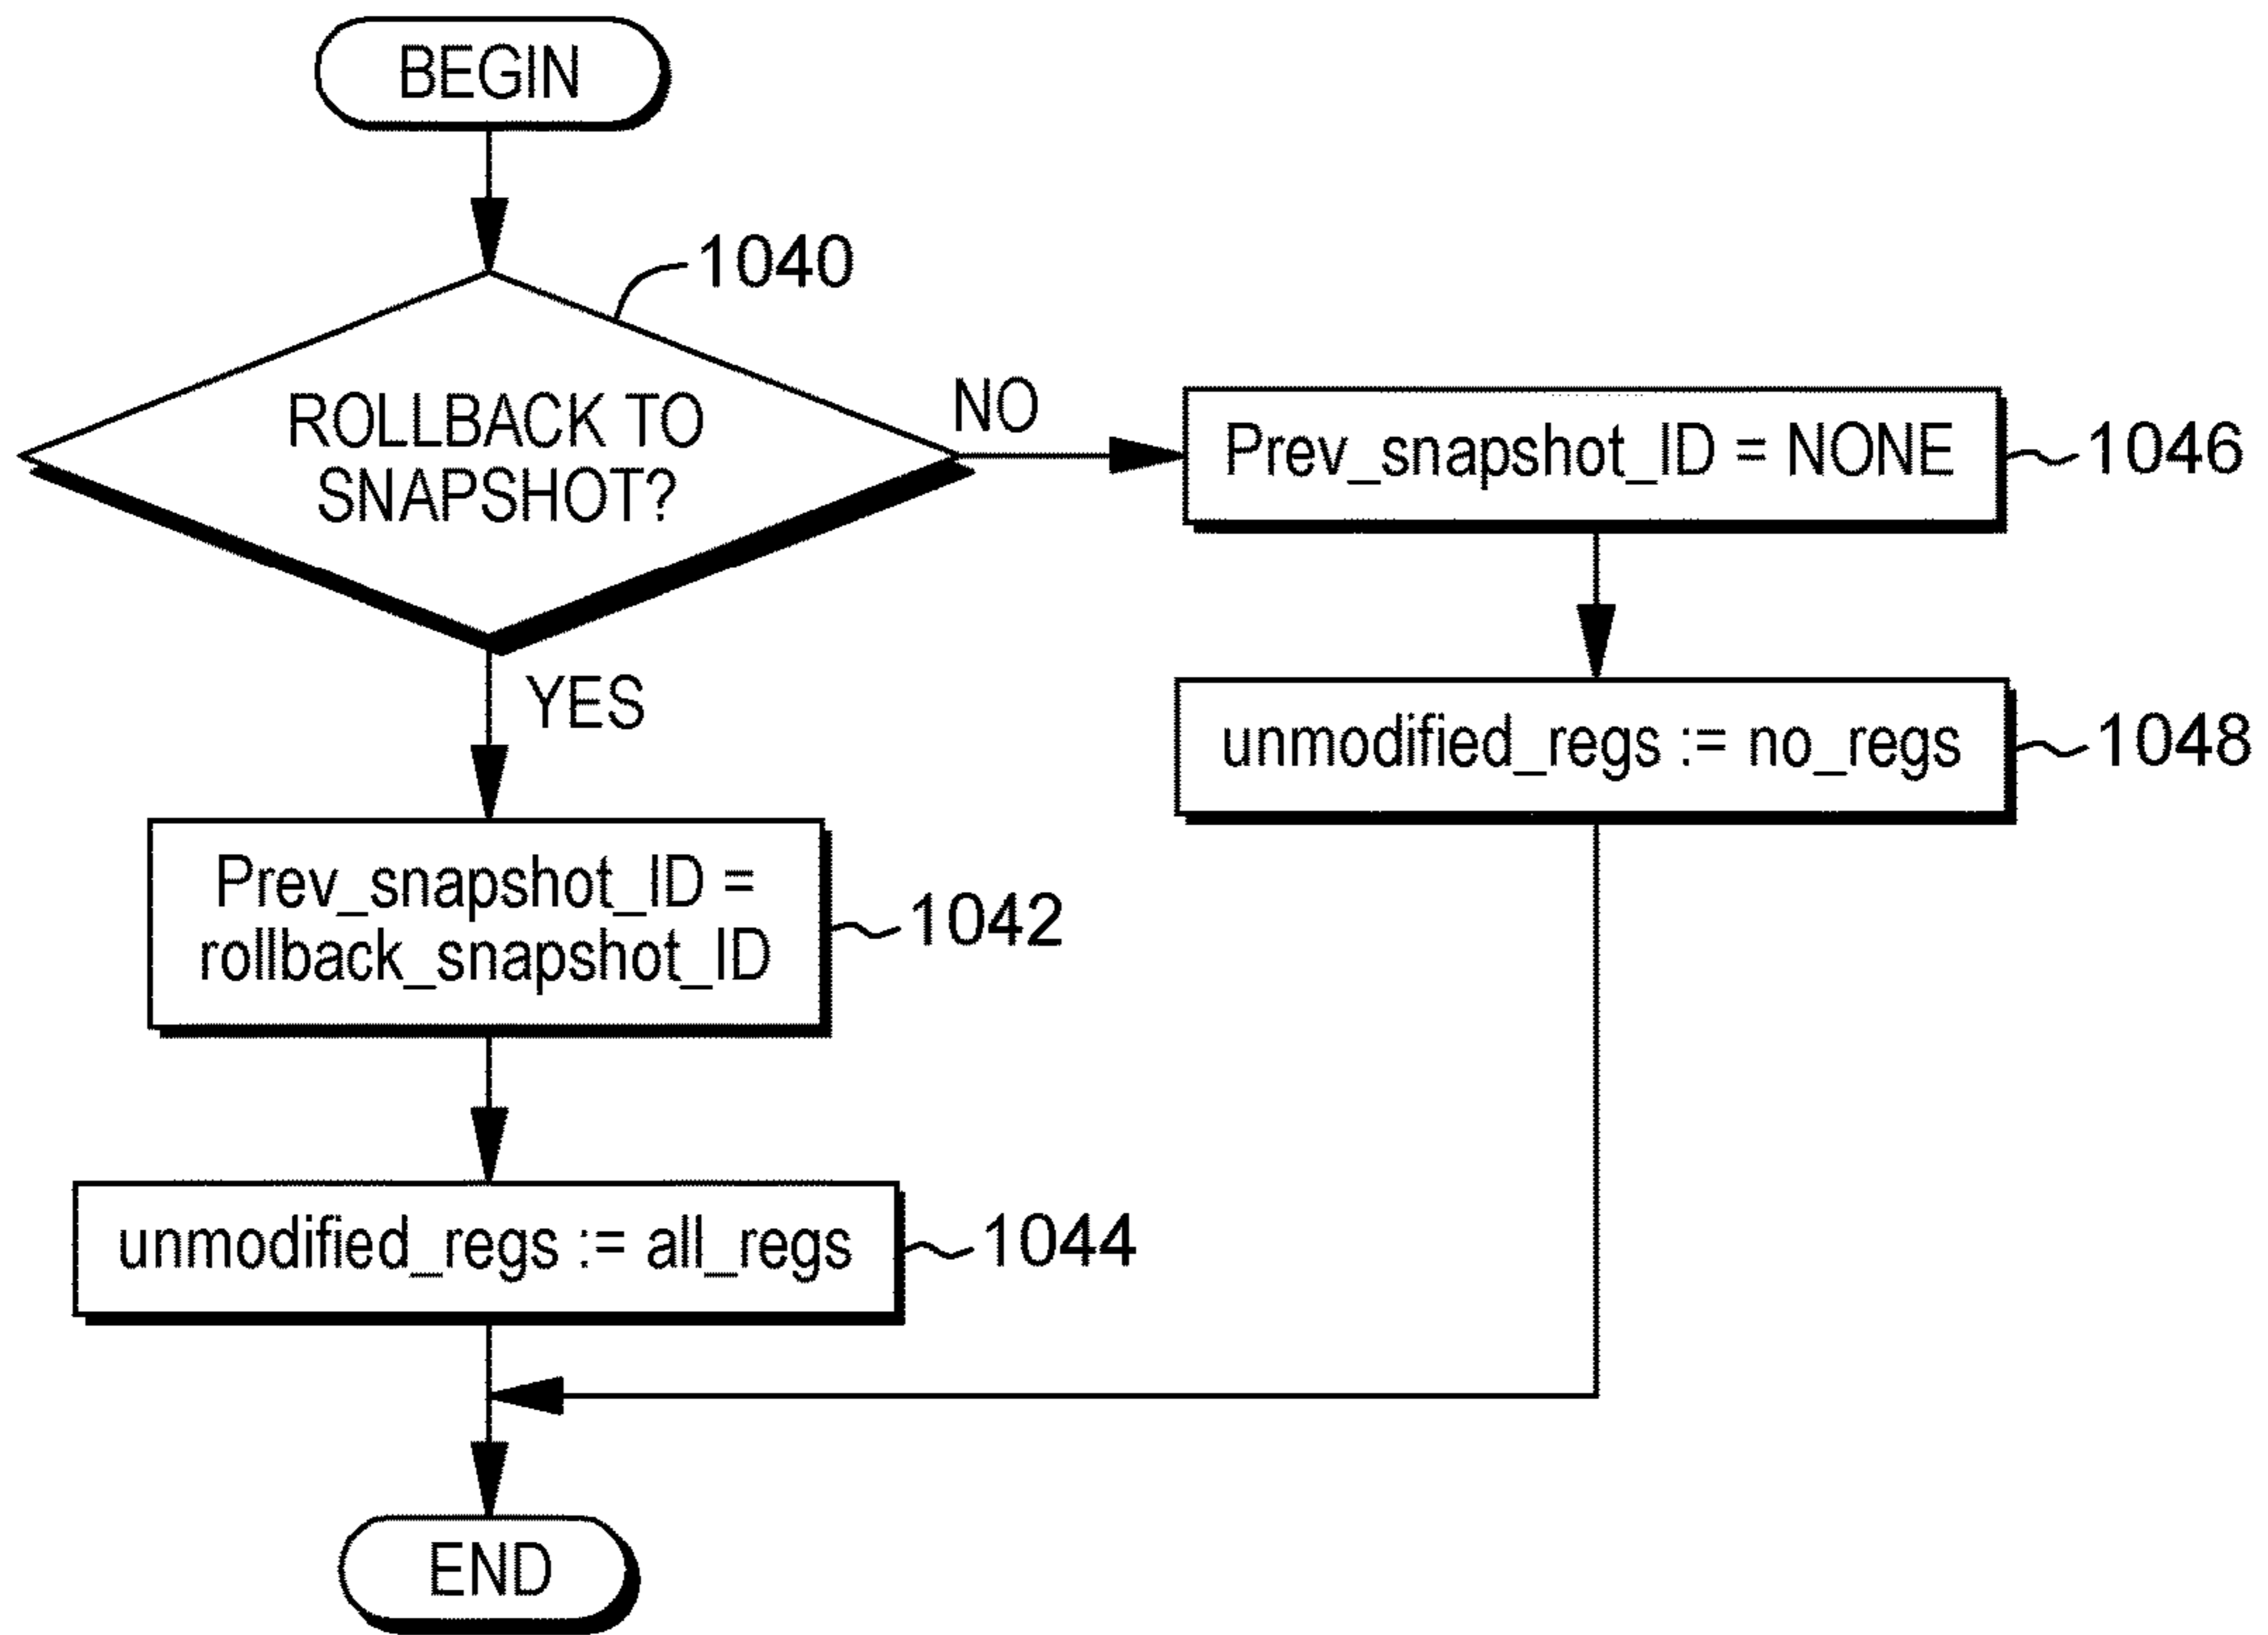 BEGIN
1040
ROLLBACK TO
SNAPSHOT?
NO
Prev_snapshot_ID = NONE
1046
YES
unmodified_regs := no_regs
1048
Prev_snapshot_ID =
rollback_snapshot_ID
1042
unmodified_regs := all_regs
1044
END